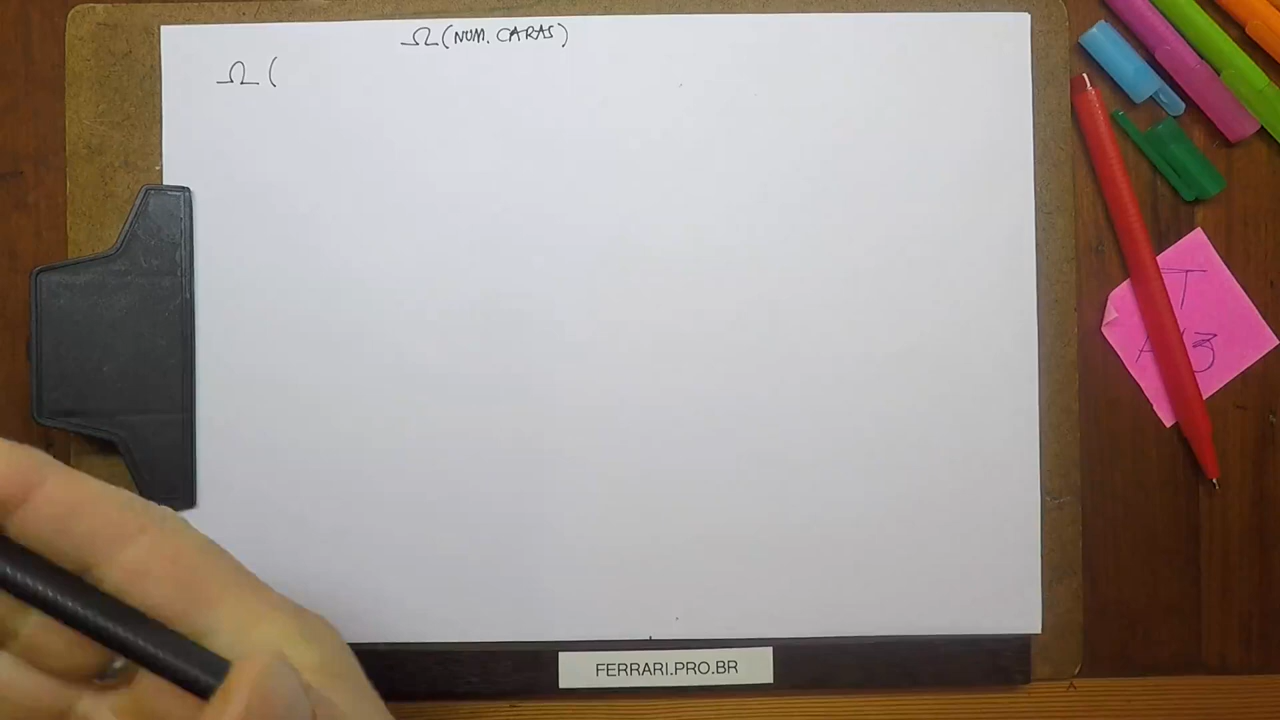 Ω (NUM. CARAS)
Ω (
FERRARI.PRO.BR